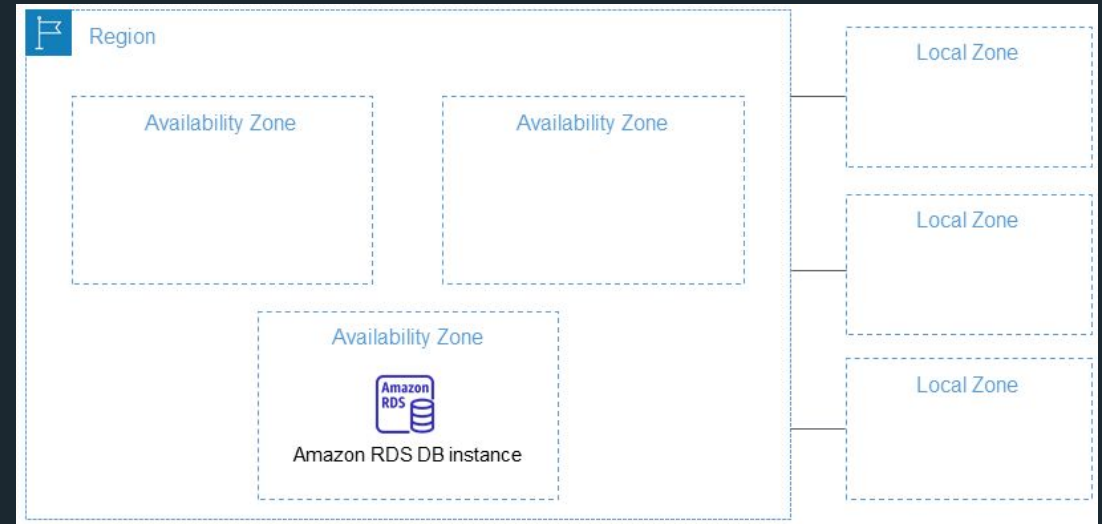 Region
Availability Zone
Availability Zone
Availability Zone
Amazon
RDS
Amazon RDS DB instance
Local Zone
Local Zone
Local Zone